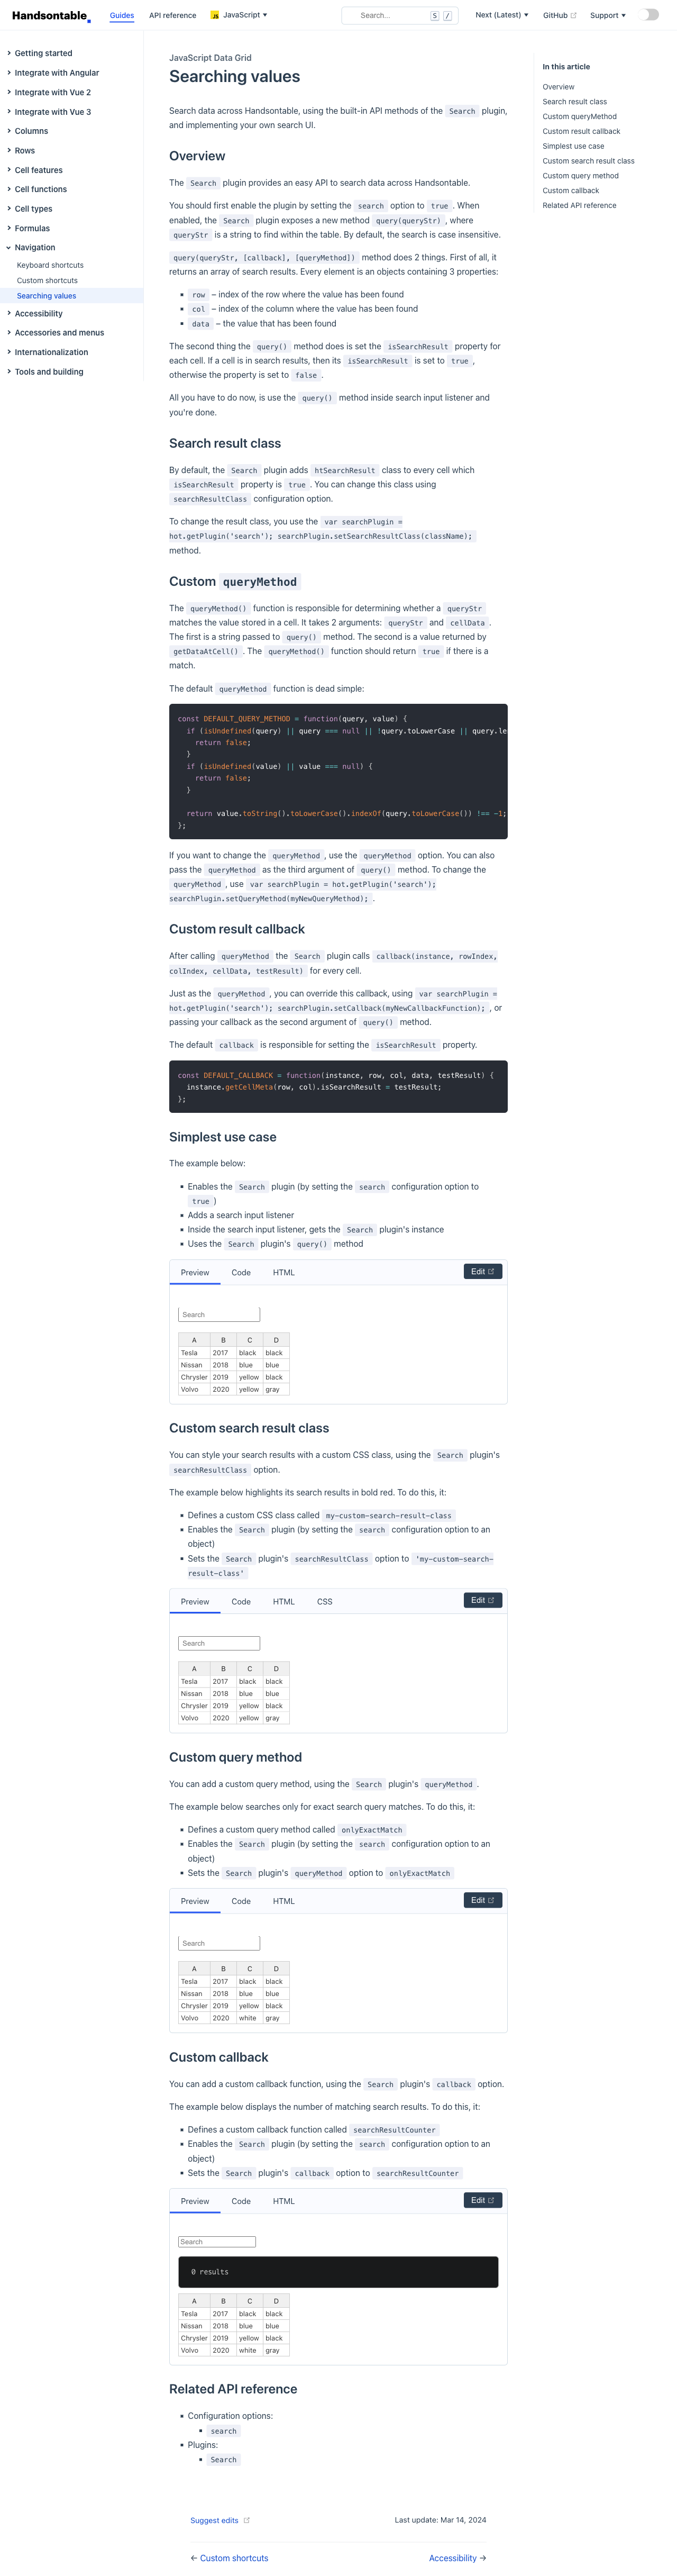 Handsontable
Guides
API reference
JS JavaScript
Search... S /
Next (Latest)
GitHub
Support
Getting started
Integrate with Angular
Integrate with Vue 2
Integrate with Vue 3
Columns
Rows
Cell features
Cell functions
Cell types
Formulas
Navigation
Keyboard shortcuts
Custom shortcuts
Searching values
Accessibility
Accessories and menus
Internationalization
Tools and building
In this article
Overview
Search result class
Custom queryMethod
Custom result callback
Simplest use case
Custom search result class
Custom query method
Custom callback
Related API reference
JavaScript Data Grid
Searching values
Search data across Handsontable, using the built-in API methods of the Search plugin,
and implementing your own search UI.
Overview
The Search plugin provides an easy API to search data across Handsontable.
You should first enable the plugin by setting the search option to true . When
enabled, the Search plugin exposes a new method query(queryStr) , where
queryStr is a string to find within the table. By default, the search is case insensitive.
query(queryStr, [callback], [queryMethod]) method does 2 things. First of all, it
returns an array of search results. Every element is an objects containing 3 properties:
row – index of the row where the value has been found
col – index of the column where the value has been found
data – the value that has been found
The second thing the query() method does is set the isSearchResult property for
each cell. If a cell is in search results, then its isSearchResult is set to true ,
otherwise the property is set to false .
All you have to do now, is use the query() method inside search input listener and
you're done.
Search result class
By default, the Search plugin adds htSearchResult class to every cell which
isSearchResult property is true . You can change this class using
searchResultClass configuration option.
To change the result class, you use the var searchPlugin =
hot.getPlugin('search'); searchPlugin.setSearchResultClass(className);
method.
Custom queryMethod
The queryMethod() function is responsible for determining whether a queryStr
matches the value stored in a cell. It takes 2 arguments: queryStr and cellData .
The first is a string passed to query() method. The second is a value returned by
getDataAtCell() . The queryMethod() function should return true if there is a
match.
The default queryMethod function is dead simple:
const DEFAULT_QUERY_METHOD = function(query, value) {
if (isUndefined(query) || query === null || !query.toLowerCase || query.le
return false;
}
if (isUndefined(value) || value === null) {
return false;
}
return value.toString().toLowerCase().indexOf(query.toLowerCase()) !== -1;
};
If you want to change the queryMethod , use the queryMethod option. You can also
pass the queryMethod as the third argument of query() method. To change the
queryMethod , use var searchPlugin = hot.getPlugin('search');
searchPlugin.setQueryMethod(myNewQueryMethod); .
Custom result callback
After calling queryMethod the Search plugin calls callback(instance, rowIndex,
colIndex, cellData, testResult) for every cell.
Just as the queryMethod , you can override this callback, using var searchPlugin =
hot.getPlugin('search'); searchPlugin.setCallback(myNewCallbackFunction); , or
passing your callback as the second argument of query() method.
The default callback is responsible for setting the isSearchResult property.
const DEFAULT_CALLBACK = function(instance, row, col, data, testResult) {
instance.getCellMeta(row, col).isSearchResult = testResult;
};
Simplest use case
The example below:
Enables the Search plugin (by setting the search configuration option to
true )
Adds a search input listener
Inside the search input listener, gets the Search plugin's instance
Uses the Search plugin's query() method
Preview Code HTML Edit
Search
A B C D
Tesla 2017 black black
Nissan 2018 blue blue
Chrysler 2019 yellow black
Volvo 2020 yellow gray
Custom search result class
You can style your search results with a custom CSS class, using the Search plugin's
searchResultClass option.
The example below highlights its search results in bold red. To do this, it:
Defines a custom CSS class called my-custom-search-result-class
Enables the Search plugin (by setting the search configuration option to an
object)
Sets the Search plugin's searchResultClass option to 'my-custom-search-
result-class'
Preview Code HTML CSS Edit
Search
A B C D
Tesla 2017 black black
Nissan 2018 blue blue
Chrysler 2019 yellow black
Volvo 2020 yellow gray
Custom query method
You can add a custom query method, using the Search plugin's queryMethod .
The example below searches only for exact search query matches. To do this, it:
Defines a custom query method called onlyExactMatch
Enables the Search plugin (by setting the search configuration option to an
object)
Sets the Search plugin's queryMethod option to onlyExactMatch
Preview Code HTML Edit
Search
A B C D
Tesla 2017 black black
Nissan 2018 blue blue
Chrysler 2019 yellow black
Volvo 2020 white gray
Custom callback
You can add a custom callback function, using the Search plugin's callback option.
The example below displays the number of matching search results. To do this, it:
Defines a custom callback function called searchResultCounter
Enables the Search plugin (by setting the search configuration option to an
object)
Sets the Search plugin's callback option to searchResultCounter
Preview Code HTML Edit
Search
0 results
A B C D
Tesla 2017 black black
Nissan 2018 blue blue
Chrysler 2019 yellow black
Volvo 2020 white gray
Related API reference
Configuration options:
search
Plugins:
Search
Suggest edits
Last update: Mar 14, 2024
← Custom shortcuts
Accessibility →